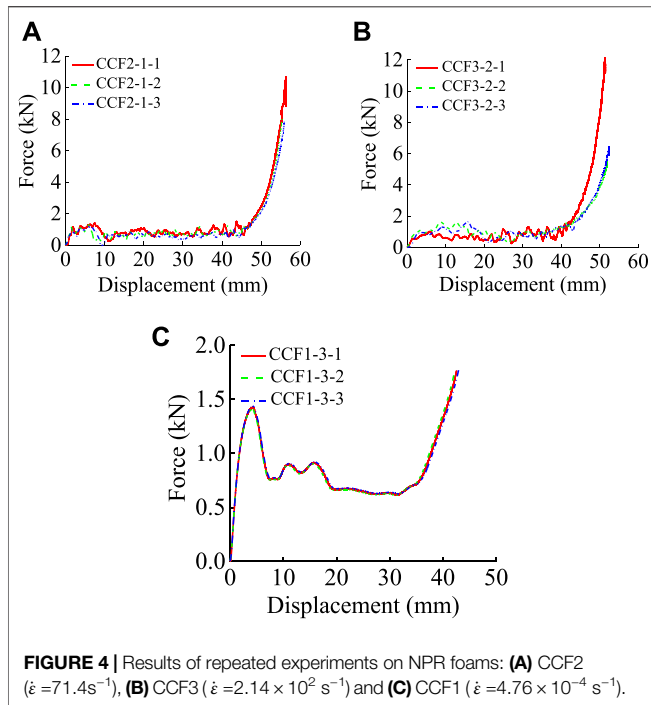 A
12
10
8
6
4
2
0
Force (kN)
CCF2-1-1
CCF2-1-2
CCF2-1-3
0 10 20 30 40 50 60
Displacement (mm)
B
12
10
8
6
4
2
0
Force (kN)
CCF3-2-1
CCF3-2-2
CCF3-2-3
0 10 20 30 40 50 60
Displacement (mm)
C
2.0
1.5
1.0
0.5
0.0
Force (kN)
CCF1-3-1
CCF1-3-2
CCF1-3-3
0 10 20 30 40 50
Displacement (mm)
FIGURE 4 | Results of repeated experiments on NPR foams: (A) CCF2
(ε̇ =71.4s⁻¹), (B) CCF3 ( ε̇ =2.14 × 10² s⁻¹) and (C) CCF1 ( ε̇ =4.76 × 10⁻⁴ s⁻¹).